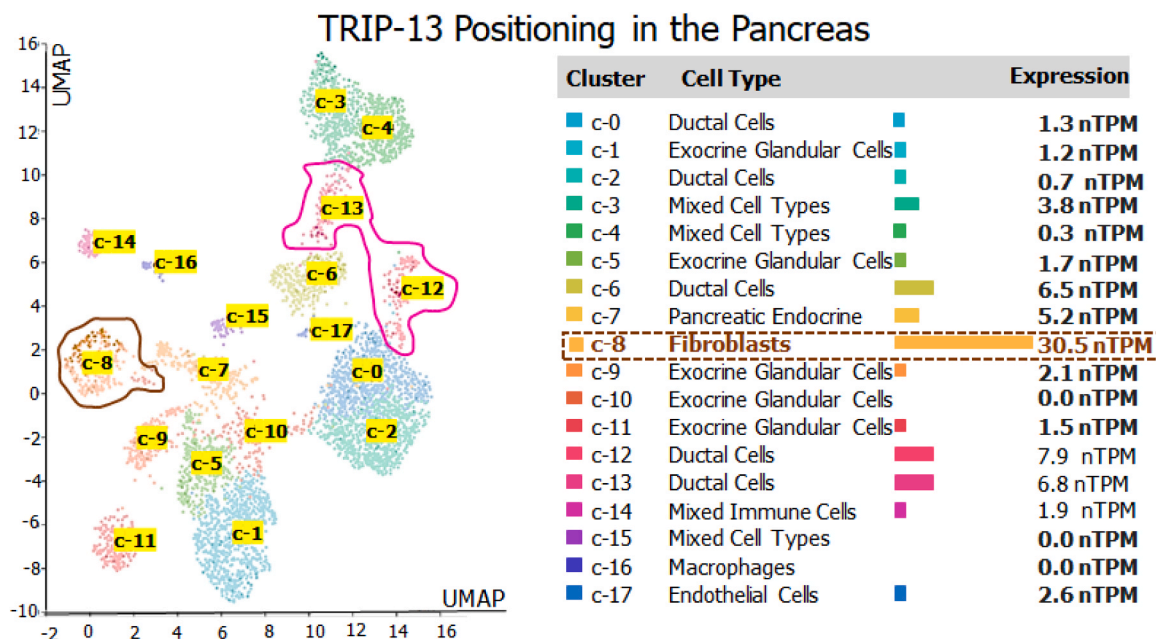 TRIP-13 Positioning in the Pancreas
UMAP
16
14
12
10
8
6
4
2
0
-2
-4
-6
-8
-10
c-3
c-4
c-13
c-14
c-16
c-6
c-12
c-15
c-17
c-8
c-7
c-0
c-9
c-10
c-2
c-5
c-11
c-1
UMAP
-2 0 2 4 6 8 10 12 14 16
Cluster Cell Type Expression
c-0 Ductal Cells 1.3 nTPM
c-1 Exocrine Glandular Cells 1.2 nTPM
c-2 Ductal Cells 0.7 nTPM
c-3 Mixed Cell Types 3.8 nTPM
c-4 Mixed Cell Types 0.3 nTPM
c-5 Exocrine Glandular Cells 1.7 nTPM
c-6 Ductal Cells 6.5 nTPM
c-7 Pancreatic Endocrine 5.2 nTPM
c-8 Fibroblasts 30.5 nTPM
c-9 Exocrine Glandular Cells 2.1 nTPM
c-10 Exocrine Glandular Cells 0.0 nTPM
c-11 Exocrine Glandular Cells 1.5 nTPM
c-12 Ductal Cells 7.9 nTPM
c-13 Ductal Cells 6.8 nTPM
c-14 Mixed Immune Cells 1.9 nTPM
c-15 Mixed Cell Types 0.0 nTPM
c-16 Macrophages 0.0 nTPM
c-17 Endothelial Cells 2.6 nTPM